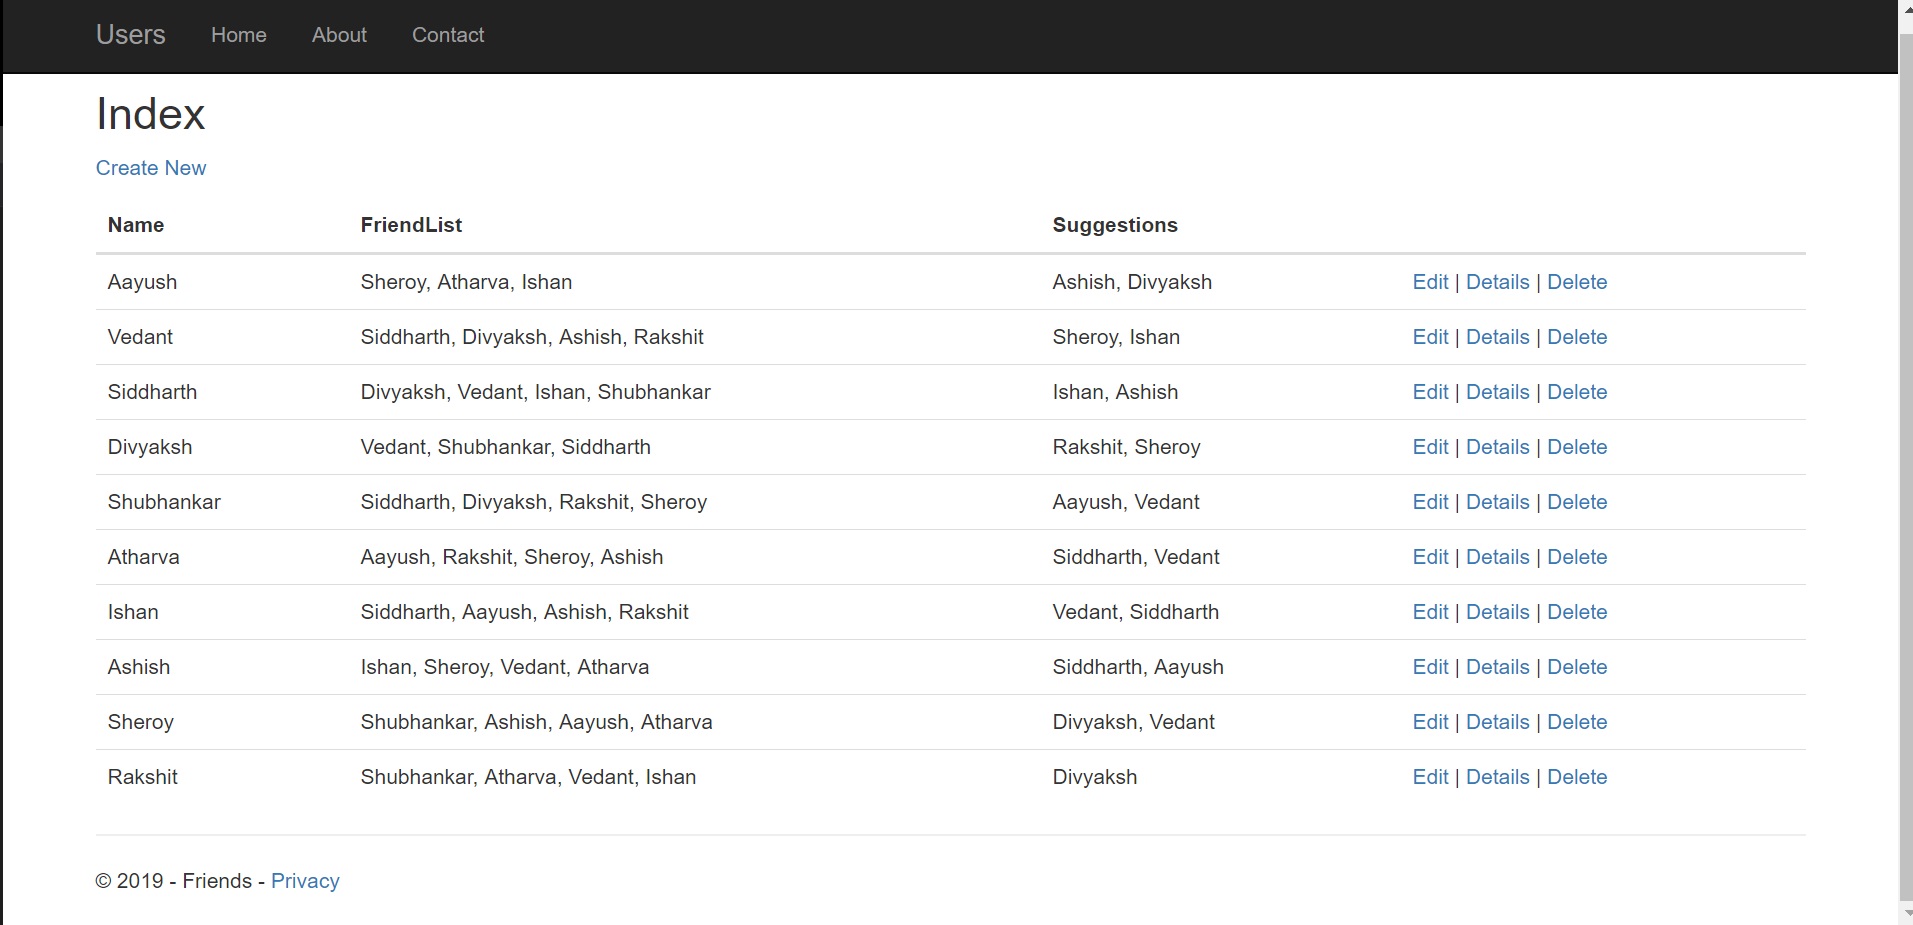 Users Home About Contact
Index
Create New
Name FriendList Suggestions
Aayush Sheroy, Atharva, Ishan Ashish, Divyaksh Edit | Details | Delete
Vedant Siddharth, Divyaksh, Ashish, Rakshit Sheroy, Ishan Edit | Details | Delete
Siddharth Divyaksh, Vedant, Ishan, Shubhankar Ishan, Ashish Edit | Details | Delete
Divyaksh Vedant, Shubhankar, Siddharth Rakshit, Sheroy Edit | Details | Delete
Shubhankar Siddharth, Divyaksh, Rakshit, Sheroy Aayush, Vedant Edit | Details | Delete
Atharva Aayush, Rakshit, Sheroy, Ashish Siddharth, Vedant Edit | Details | Delete
Ishan Siddharth, Aayush, Ashish, Rakshit Vedant, Siddharth Edit | Details | Delete
Ashish Ishan, Sheroy, Vedant, Atharva Siddharth, Aayush Edit | Details | Delete
Sheroy Shubhankar, Ashish, Aayush, Atharva Divyaksh, Vedant Edit | Details | Delete
Rakshit Shubhankar, Atharva, Vedant, Ishan Divyaksh Edit | Details | Delete
© 2019 - Friends - Privacy